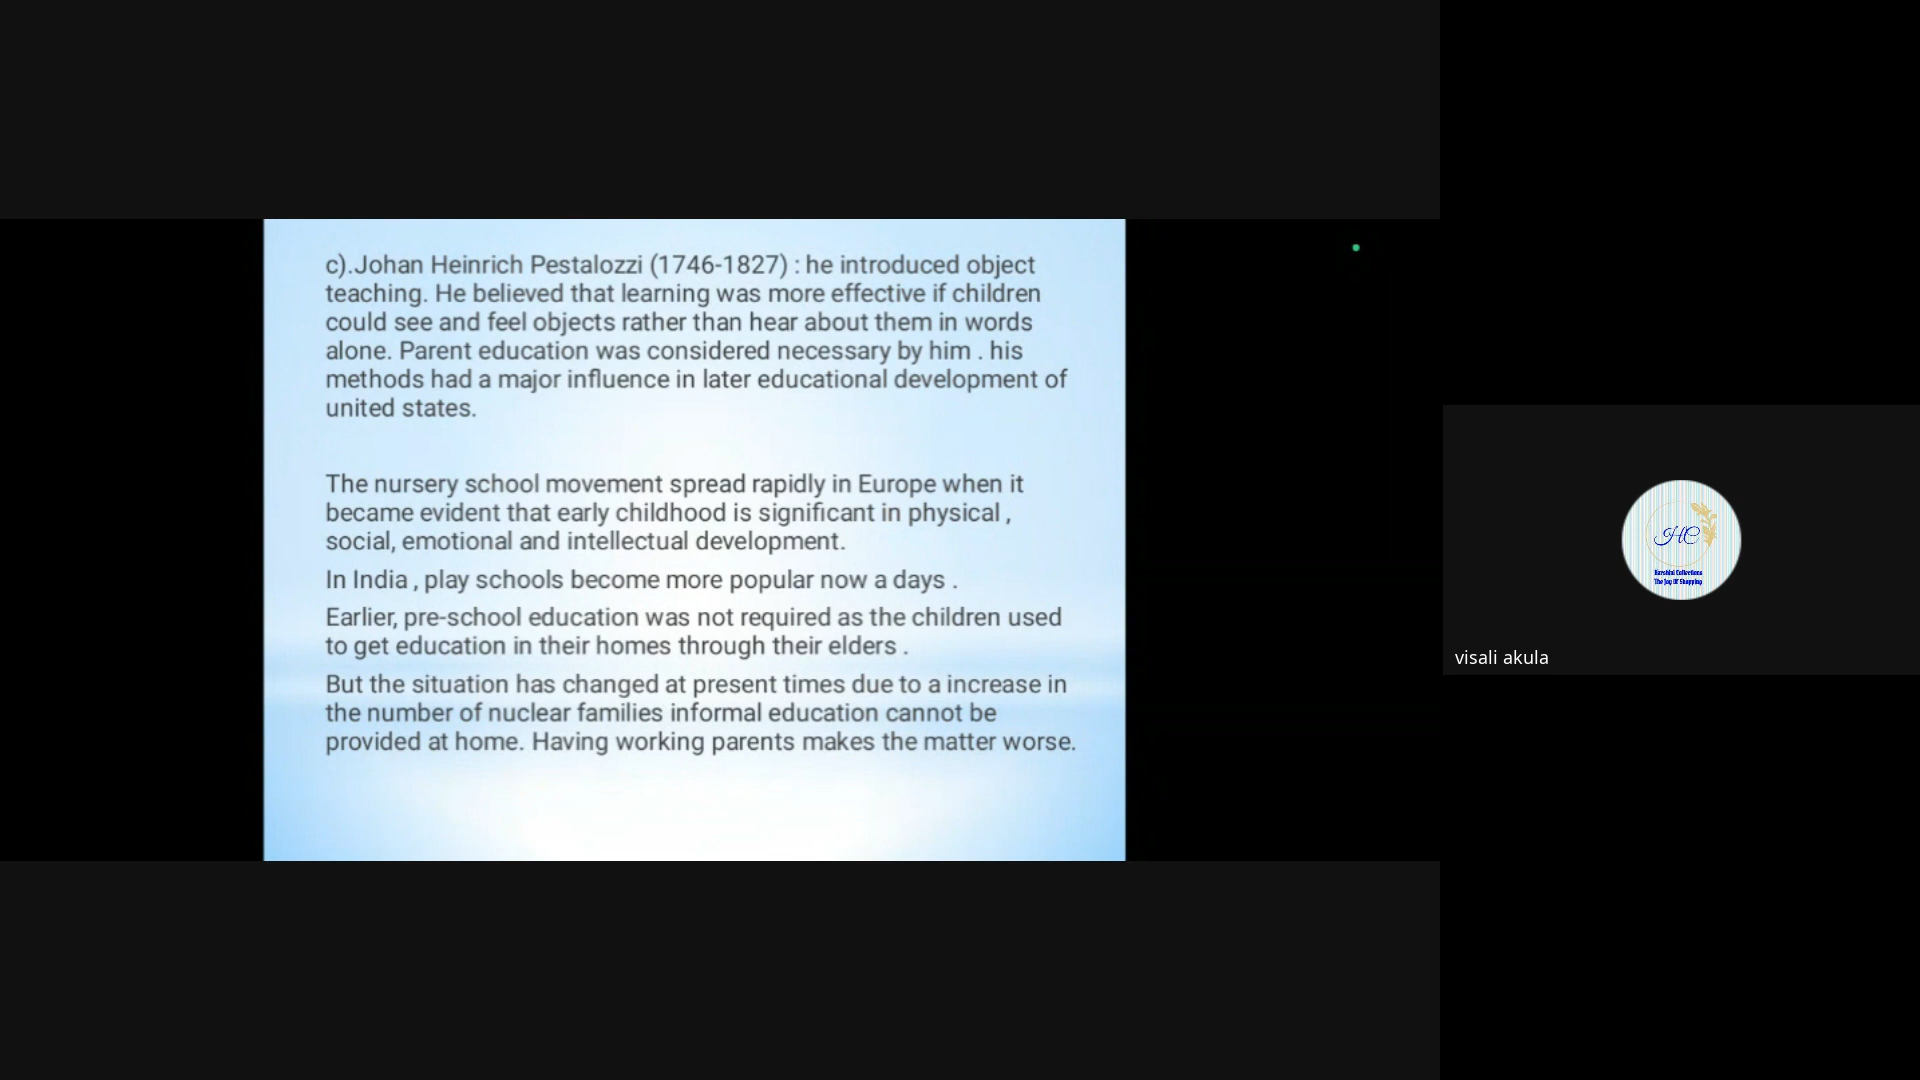 c).Johan Heinrich Pestalozzi (1746-1827) : he introduced object
teaching. He believed that learning was more effective if children
could see and feel objects rather than hear about them in words
alone. Parent education was considered necessary by him . his
methods had a major influence in later educational development of
united states.
The nursery school movement spread rapidly in Europe when it
became evident that early childhood is significant in physical ,
social, emotional and intellectual development.
In India , play schools become more popular now a days .
Earlier, pre-school education was not required as the children used
to get education in their homes through their elders .
But the situation has changed at present times due to a increase in
the number of nuclear families informal education cannot be
provided at home. Having working parents makes the matter worse.
HC
Harshini Collections
The Joy Of Shopping
visali akula